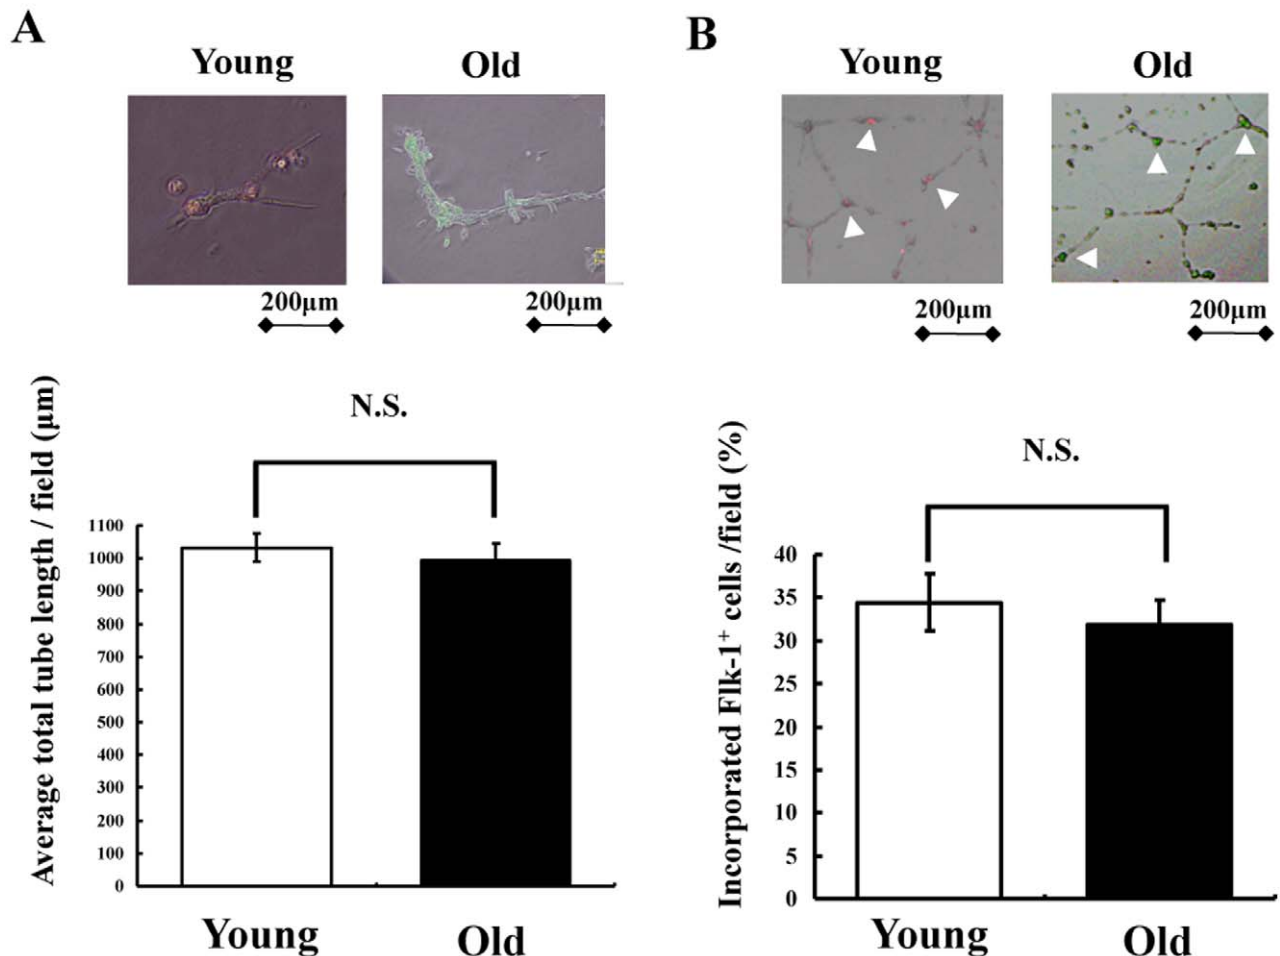 A
Young
Old
200μm
200μm
N.S.
Average total tube length / field (μm)
1100
1000
900
800
700
600
500
400
300
200
100
0
Young
Old
B
Young
Old
200μm
200μm
N.S.
Incorporated Flk-1⁺ cells /field (%)
40
35
30
25
20
15
10
5
0
Young
Old